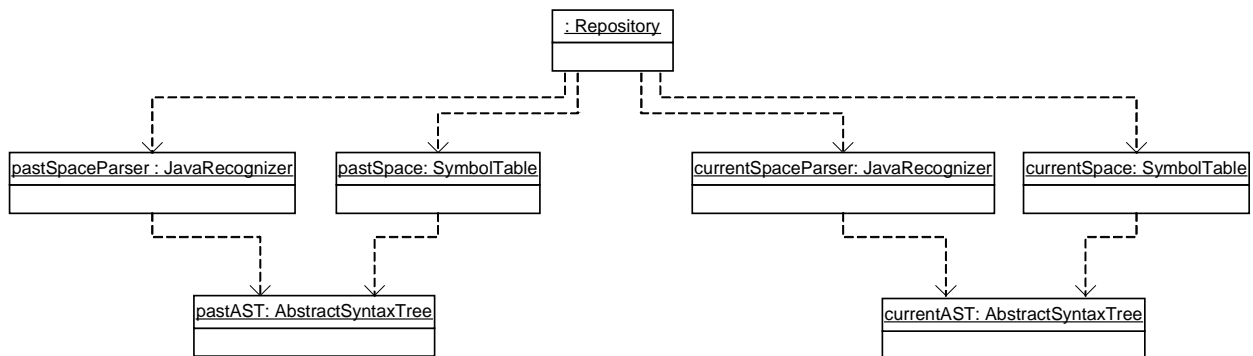 : Repository
pastSpaceParser : JavaRecognizer
pastSpace: SymbolTable
currentSpaceParser: JavaRecognizer
currentSpace: SymbolTable
pastAST: AbstractSyntaxTree
currentAST: AbstractSyntaxTree